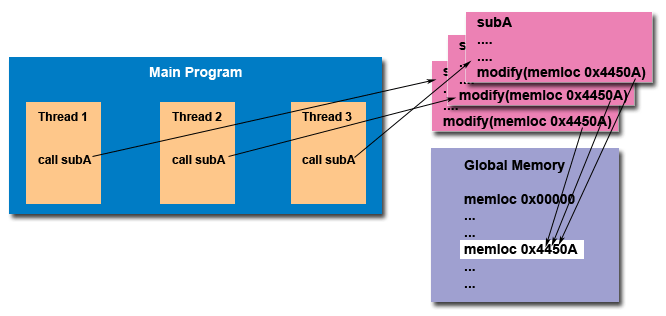 Main Program
Thread 1
call subA
Thread 2
call subA
Thread 3
call subA
subA
....
....
modify(memloc 0x4450A)
s
..
....
modify(memloc 0x4450A)
s
..
....
modify(memloc 0x4450A)
Global Memory
memloc 0x00000
...
...
memloc 0x4450A
...
...